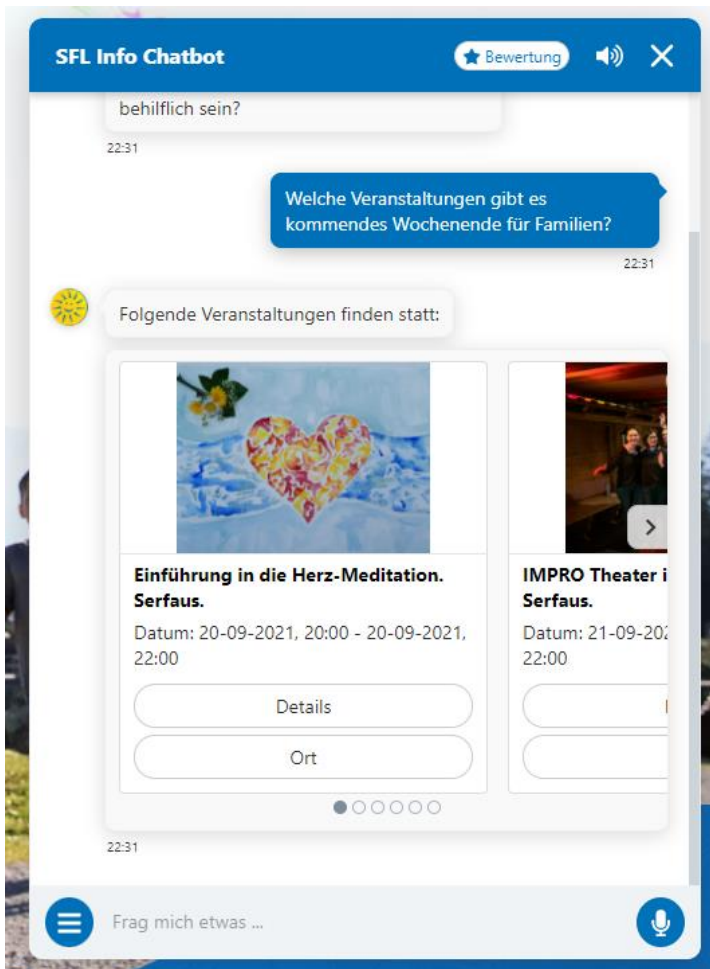 SFL Info Chatbot
Bewertung
behilflich sein?
22:31
Welche Veranstaltungen gibt es
kommendes Wochenende für Familien?
22:31
Folgende Veranstaltungen finden statt:
Einführung in die Herz-Meditation.
Serfaus.
Datum: 20-09-2021, 20:00 - 20-09-2021,
22:00
Details
Ort
IMPRO Theater i
Serfaus.
Datum: 21-09-202
22:00
22:31
Frag mich etwas ...